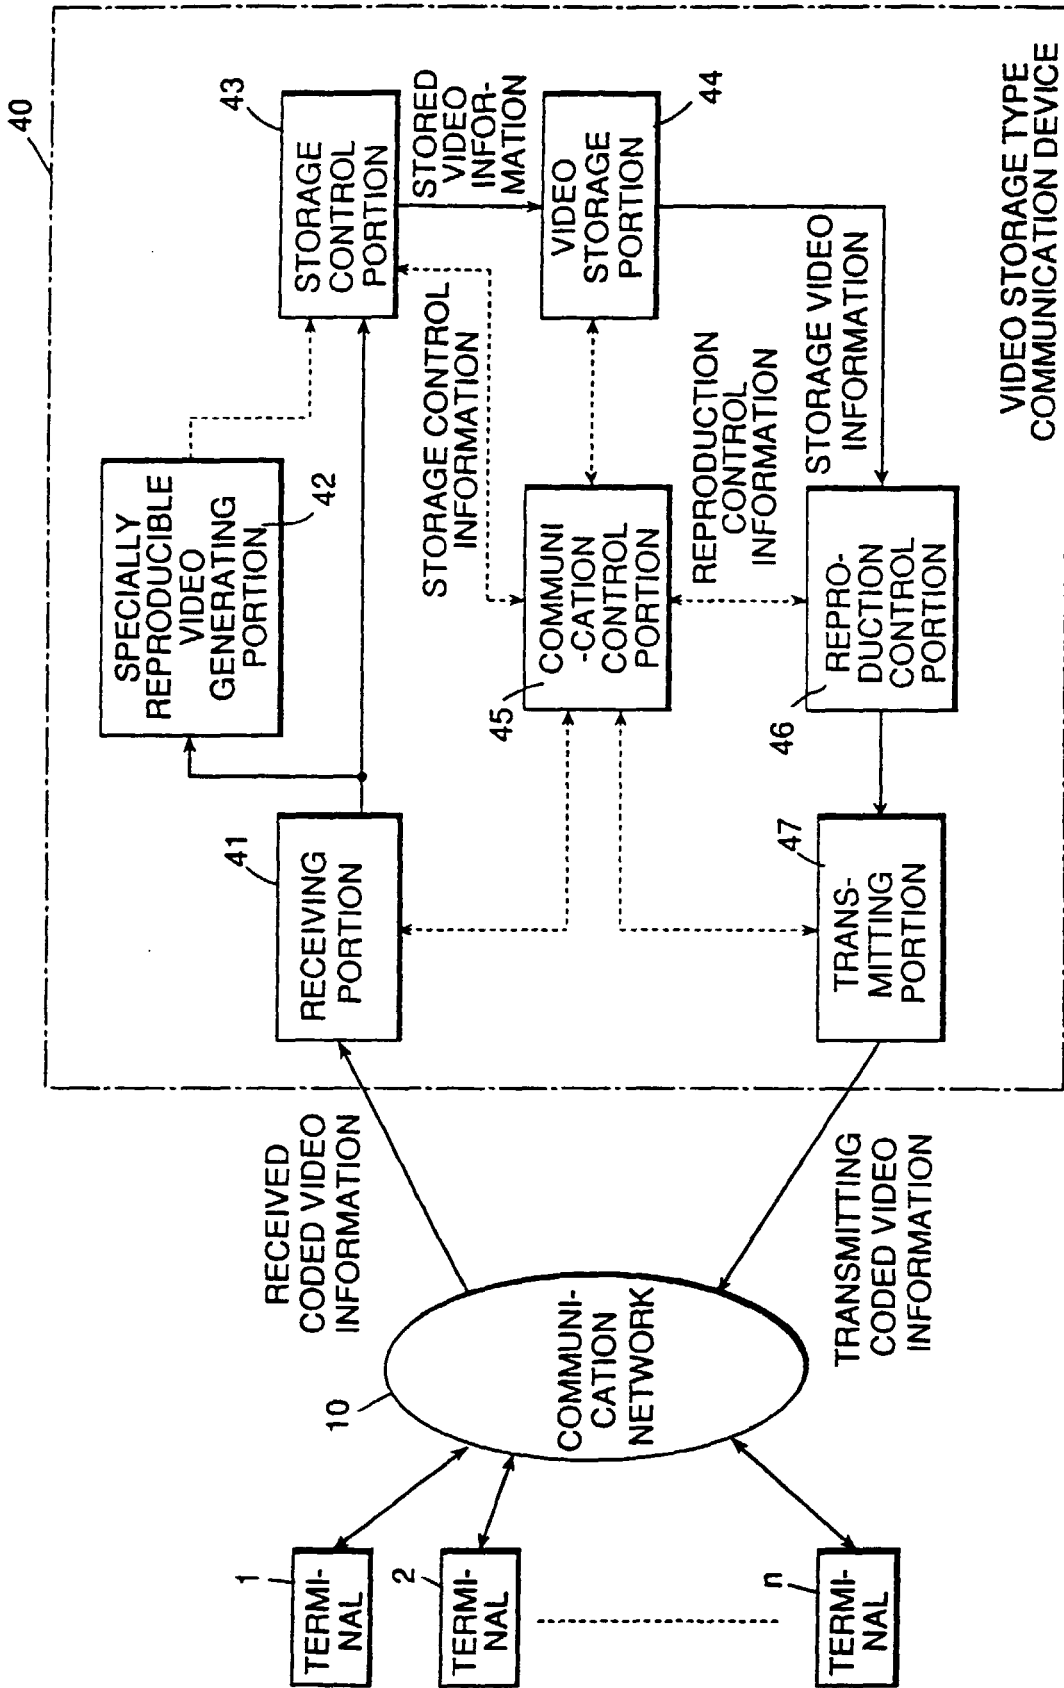 40
43
STORAGE
CONTROL
PORTION
SPECIALLY
REPRODUCIBLE
VIDEO
GENERATING
PORTION
42
41
RECEIVING
PORTION
STORED
VIDEO
INFOR-
MATION
STORAGE CONTROL
INFORMATION
44
VIDEO
STORAGE
PORTION
45
COMMUNI
-CATION
CONTROL
PORTION
REPRODUCTION
CONTROL
INFORMATION
STORAGE VIDEO
INFORMATION
46
REPRO-
DUCTION
CONTROL
PORTION
47
TRANS-
MITTING
PORTION
VIDEO STORAGE TYPE
COMMUNICATION DEVICE
RECEIVED
CODED VIDEO
INFORMATION
10
COMMUNI-
CATION
NETWORK
TRANSMITTING
CODED VIDEO
INFORMATION
1
TERMI-
NAL
2
TERMI-
NAL
n
TERMI-
NAL